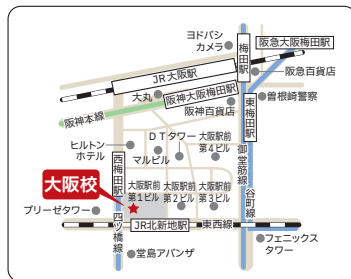 ヨドバシ
カメラ
梅田駅
阪急大阪梅田駅
JR大阪駅
阪急百貨店
大丸
阪神大阪梅田駅
東梅田駅
曽根崎警察
阪神本線
阪神百貨店
ヒルトン
ホテル
DTタワー
マルビル
大阪駅前
第4ビル
御堂筋線
谷町線
西梅田駅
大阪校
大阪駅前
第1ビル
大阪駅前
第2ビル
大阪駅前
第3ビル
ブリーゼタワー
四ツ橋線
JR北新地駅
東西線
堂島アバンザ
フェニックス
タワー